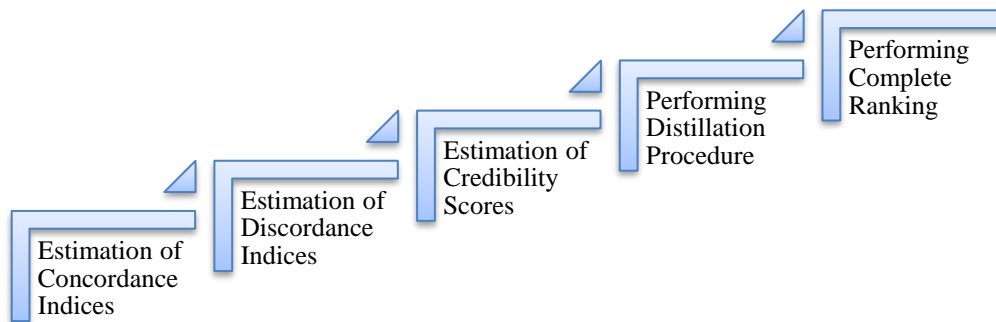 Estimation of
Concordance
Indices
Estimation of
Discordance
Indices
Estimation of
Credibility
Scores
Performing
Distillation
Procedure
Performing
Complete
Ranking